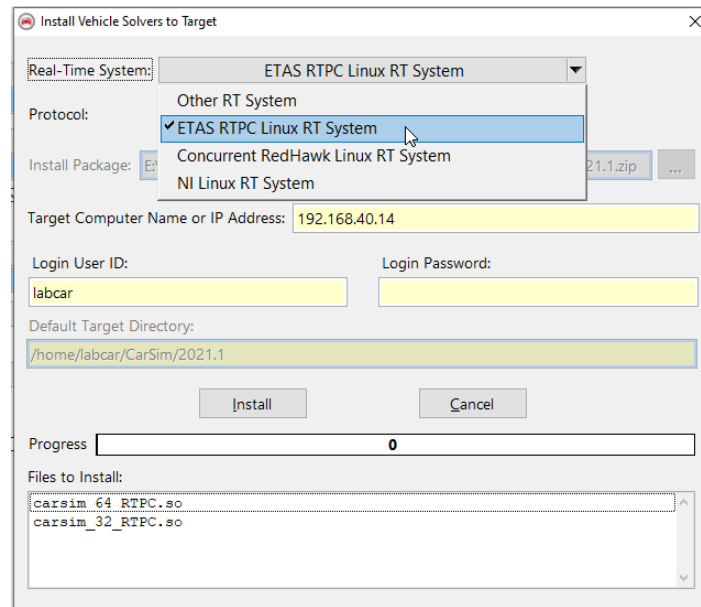 Install Vehicle Solvers to Target
Real-Time System: ETAS RTPC Linux RT System
Other RT System
Protocol:
✔ETAS RTPC Linux RT System
Concurrent RedHawk Linux RT System
Install Package: E:\ 21.1.zip ...
NI Linux RT System
Target Computer Name or IP Address: 192.168.40.14
Login User ID: Login Password:
labcar
Default Target Directory:
/home/labcar/CarSim/2021.1
Install Cancel
Progress 0
Files to Install:
carsim_64_RTPC.so
carsim_32_RTPC.so